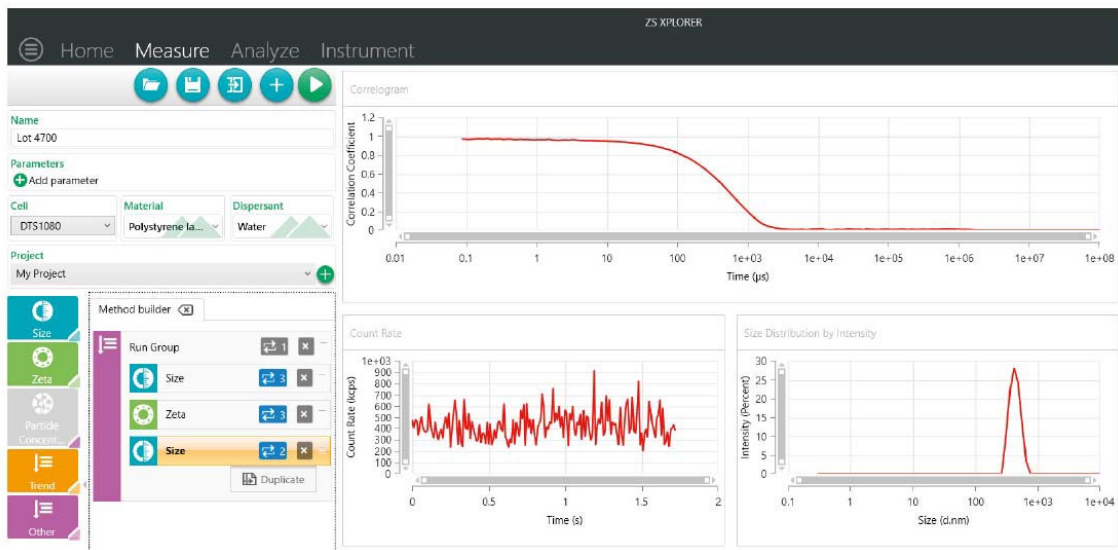 ZS XPLORER
Home Measure Analyze Instrument
Name
Lot 4700
Parameters
Add parameter
Cell Material Dispersant
DTS1080 Polystyrene la... Water
Project
My Project
Size
Zeta
Particle
Concent...
Trend
Other
Method builder
Run Group 1
Size 3
Zeta 3
Size 2
Duplicate
Correlogram
Correlation Coefficient
1.2
1
0.8
0.6
0.4
0.2
0
0.01 0.1 1 10 100 1e+03 1e+04 1e+05 1e+06 1e+07 1e+08
Time (µs)
Count Rate
Count Rate (kcps)
1e+03
900
800
700
600
500
400
300
200
100
0
0 0.5 1 1.5 2
Time (s)
Size Distribution by Intensity
Intensity (Percent)
30
25
20
15
10
5
0
0.1 1 10 100 1e+03 1e+04
Size (d.nm)